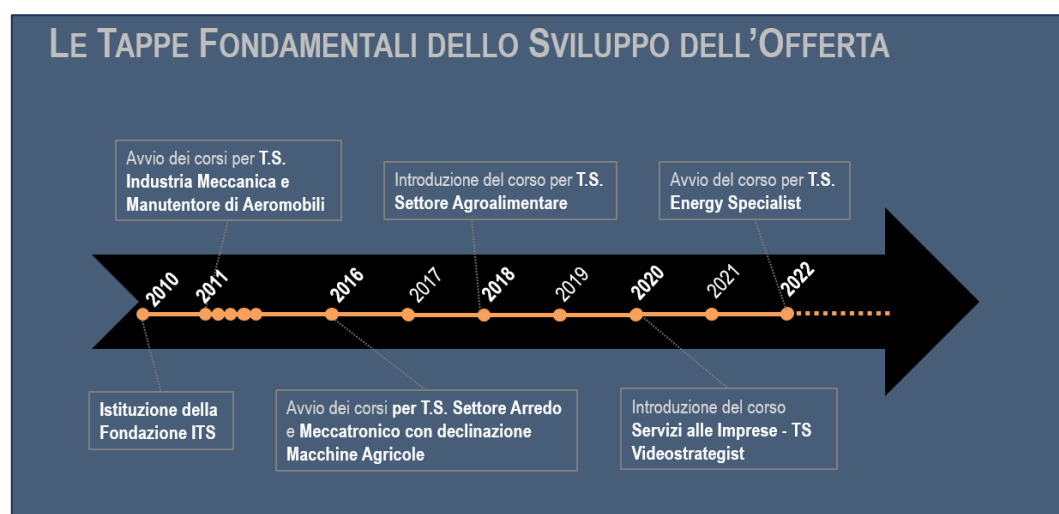 LE TAPPE FONDAMENTALI DELLO SVILUPPO DELL’OFFERTA
Avvio dei corsi per T.S.
Industria Meccanica e
Manutentore di Aeromobili
Introduzione del corso per T.S.
Settore Agroalimentare
Avvio del corso per T.S.
Energy Specialist
2010
2011
2016
2017
2018
2019
2020
2021
2022
Istituzione della
Fondazione ITS
Avvio dei corsi per T.S. Settore Arredo
e Meccatronico con declinazione
Macchine Agricole
Introduzione del corso
Servizi alle Imprese - TS
Videostrategist